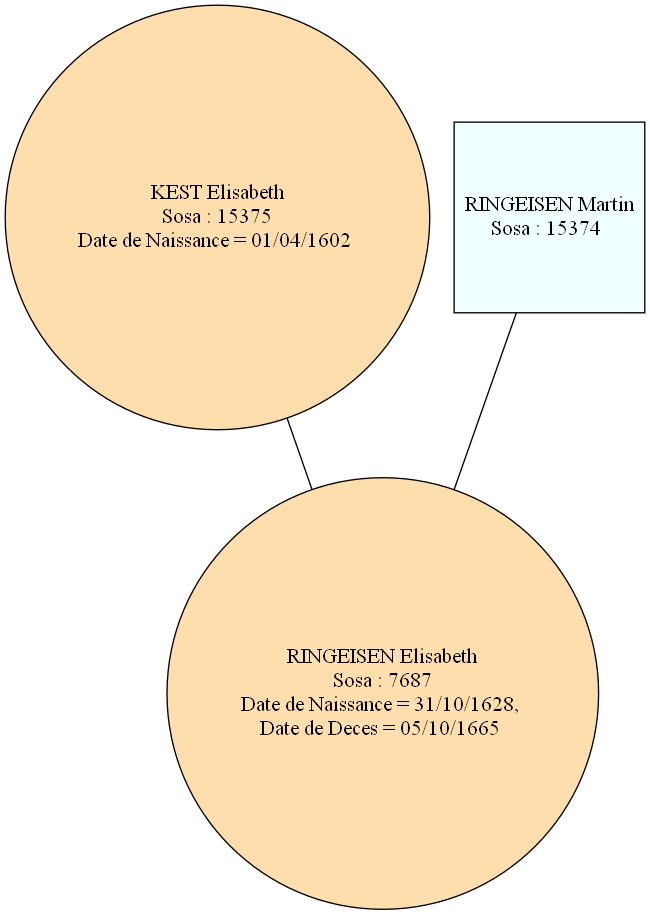 KEST Elisabeth
Sosa : 15375
Date de Naissance = 01/04/1602
RINGEISEN Martin
Sosa : 15374
RINGEISEN Elisabeth
Sosa : 7687
Date de Naissance = 31/10/1628,
Date de Deces = 05/10/1665